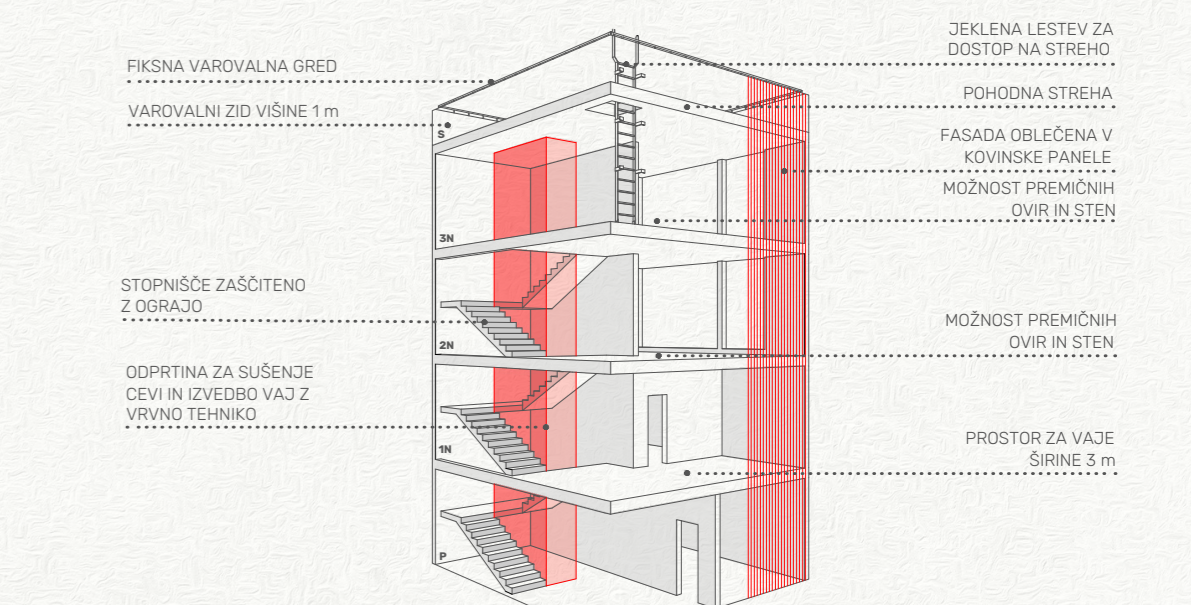 FIKSNA VAROVALNA GRED
VAROVALNI ZID VIŠINE 1 m
STOPNIŠČE ZAŠČITENO
Z OGRAJO
ODPRTINA ZA SUŠENJE
CEVI IN IZVEDBO VAJ Z
VRVNO TEHNIKO
S
3N
2N
1N
P
JEKLENA LESTEV ZA
DOSTOP NA STREHO
POHODNA STREHA
FASADA OBLEČENA V
KOVINSKE PANELE
MOŽNOST PREMIČNIH
OVIR IN STEN
MOŽNOST PREMIČNIH
OVIR IN STEN
PROSTOR ZA VAJE
ŠIRINE 3 m